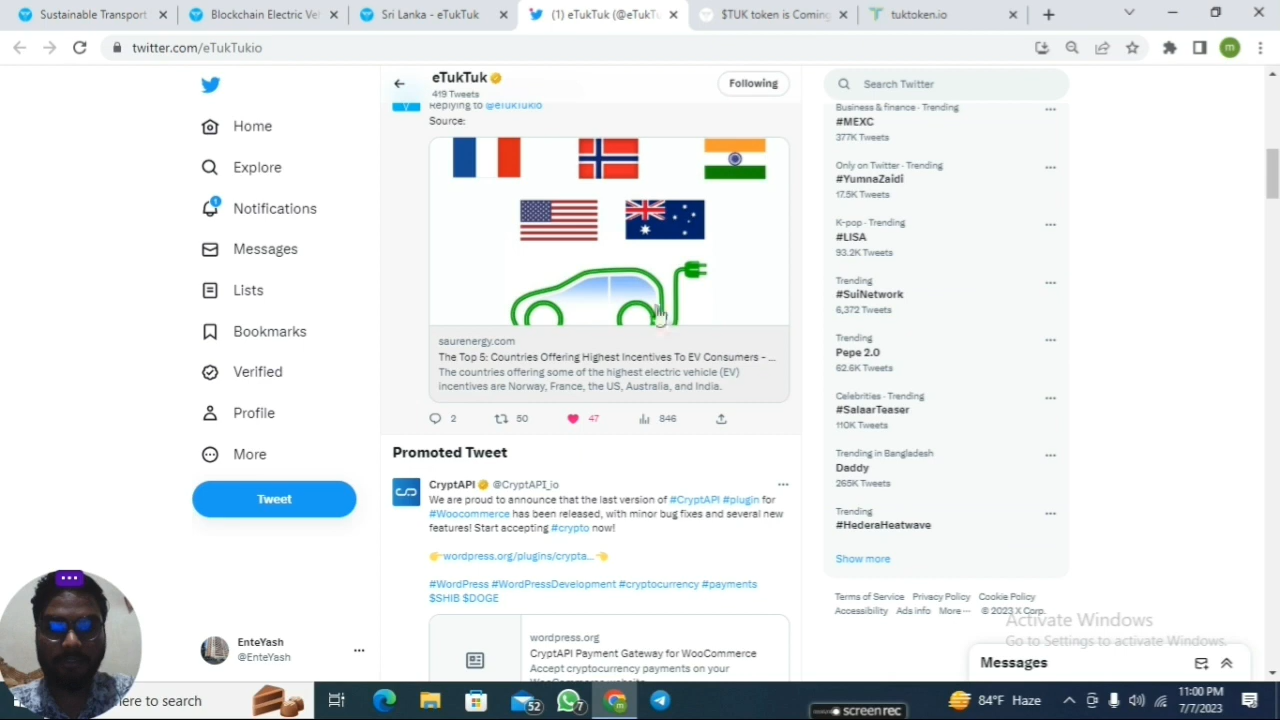 Sustainable Transport
Blockchain Electric Ve
Sri Lanka - eTukTuk
(1) eTukTuk (@eTukTu
$TUK token is Coming
tuktoken.io
twitter.com/eTukTukio
m
eTukTuk
419 Tweets
Following
Search Twitter
Home
Explore
1
Notifications
Messages
Lists
Bookmarks
Verified
Profile
More
Tweet
EnteYash
@EnteYash
Replying to @eTukTukio
Source:
saurenergy.com
The Top 5: Countries Offering Highest Incentives To EV Consumers - ...
The countries offering some of the highest electric vehicle (EV)
incentives are Norway, France, the US, Australia, and India.
2 50 47 846
Promoted Tweet
CryptAPI @CryptAPI_io
We are proud to announce that the last version of #CryptAPI #plugin for
#Woocommerce has been released, with minor bug fixes and several new
features! Start accepting #crypto now!
wordpress.org/plugins/crypta...
#WordPress #WordPressDevelopment #cryptocurrency #payments
$SHIB $DOGE
wordpress.org
CryptAPI Payment Gateway for WooCommerce
Accept cryptocurrency payments on your
WooCommerce website
Business & finance · Trending
#MEXC
377K Tweets
Only on Twitter · Trending
#YumnaZaidi
17.5K Tweets
K-pop · Trending
#LISA
93.2K Tweets
Trending
#SuiNetwork
6,372 Tweets
Trending
Pepe 2.0
62.6K Tweets
Celebrities · Trending
#SalaarTeaser
110K Tweets
Trending in Bangladesh
Daddy
265K Tweets
Trending
#HederaHeatwave
Show more
Terms of Service Privacy Policy Cookie Policy
Accessibility Ads info More ··· © 2023 X Corp.
Activate Windows
Go to Settings to activate Windows.
Messages
here to search
52
7
m
84°F Haze
11:00 PM
7/7/2023
screenrec